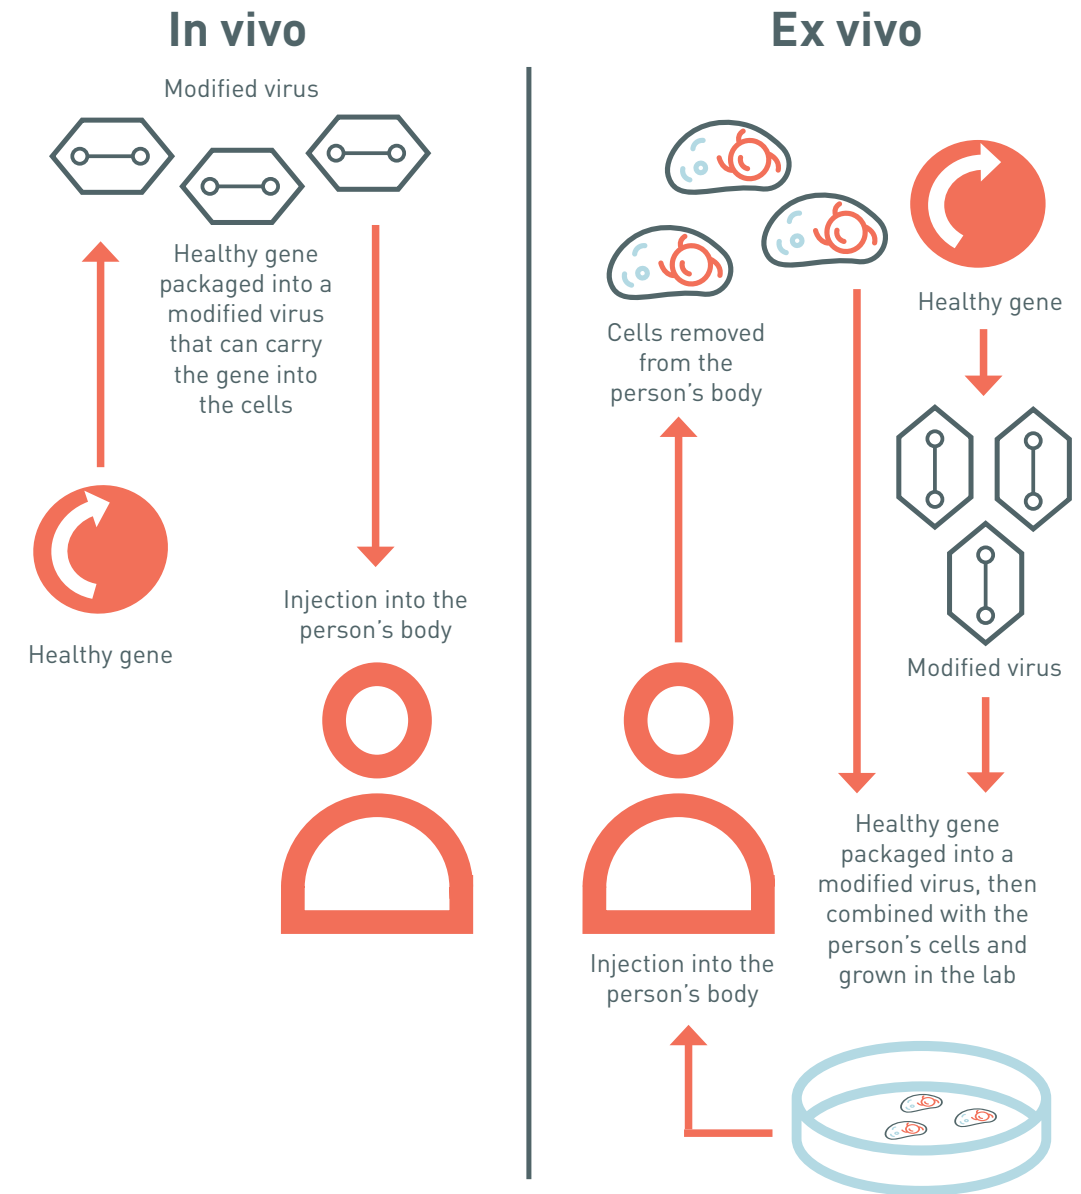 In vivo
Modified virus
Healthy gene
packaged into a
modified virus
that can carry
the gene into
the cells
Healthy gene
Injection into the
person’s body
Ex vivo
Cells removed
from the
person’s body
Healthy gene
Modified virus
Healthy gene
packaged into a
modified virus, then
combined with the
person’s cells and
grown in the lab
Injection into the
person’s body